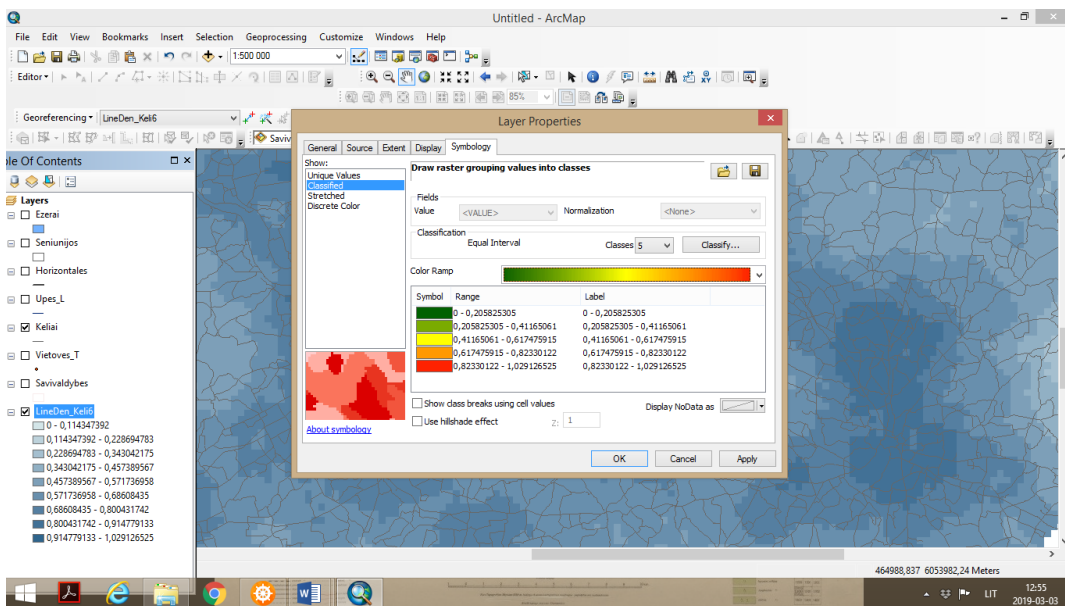 Untitled - ArcMap
File Edit View Bookmarks Insert Selection Geoprocessing Customize Windows Help
1:500 000
Editor
85%
Georeferencing LineDen_Keli6
Saviv
ble Of Contents
Layers
Ezerai
Seniunijos
Horizontales
Upes_L
Keliai
Vietoves_T
Savivaldybes
LineDen_Keli6
0 - 0,114347392
0,114347392 - 0,228694783
0,228694783 - 0,343042175
0,343042175 - 0,457389567
0,457389567 - 0,571736958
0,571736958 - 0,68608435
0,68608435 - 0,800431742
0,800431742 - 0,914779133
0,914779133 - 1,029126525
Layer Properties
General Source Extent Display Symbology
Show:
Unique Values
Classified
Stretched
Discrete Color
About symbology
Draw raster grouping values into classes
Fields
Value <VALUE> Normalization <None>
Classification
Equal Interval Classes 5 Classify...
Color Ramp
Symbol Range Label
0 - 0,205825305 0 - 0,205825305
0,205825305 - 0,41165061 0,205825305 - 0,41165061
0,41165061 - 0,617475915 0,41165061 - 0,617475915
0,617475915 - 0,82330122 0,617475915 - 0,82330122
0,82330122 - 1,029126525 0,82330122 - 1,029126525
Show class breaks using cell values Display NoData as
Use hillshade effect Z: 1
OK Cancel Apply
464988,837 6053982,24 Meters
LIT
12:55
2019-03-03